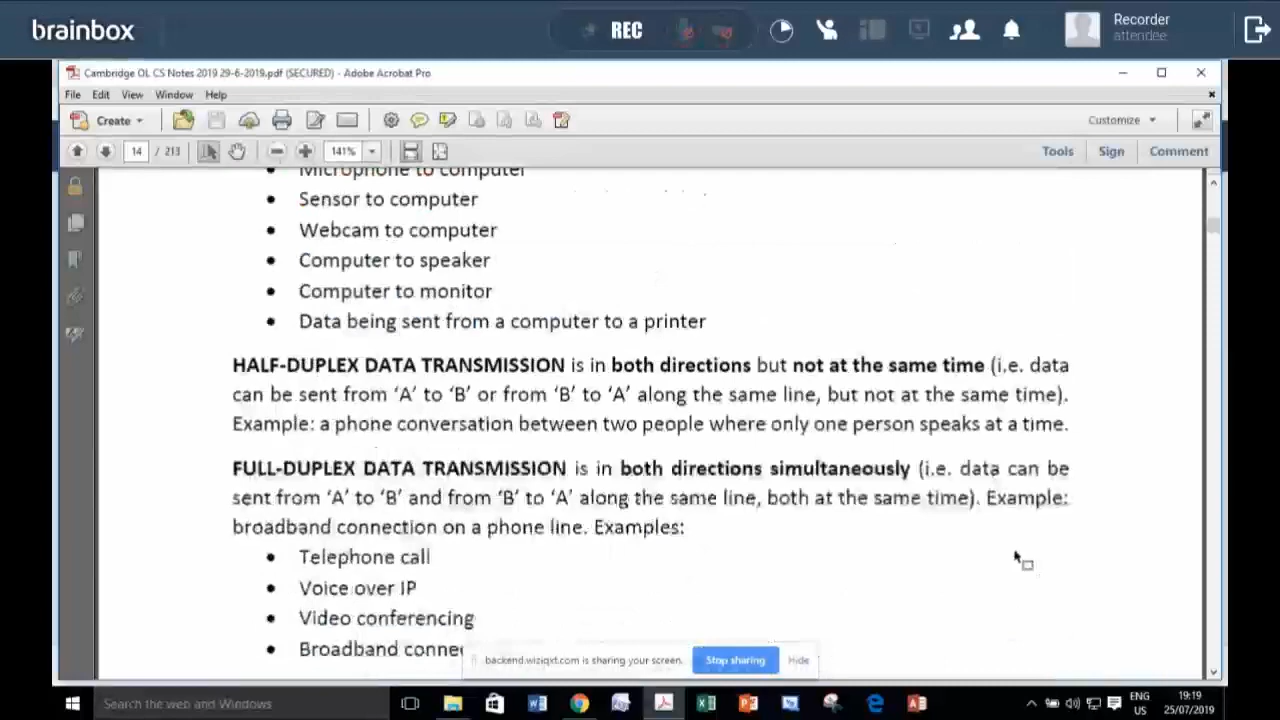 brainbox
REC
Recorder
attendee
Cambridge OL CS Notes 2019 29-6-2019.pdf (SECURED) - Adobe Acrobat Pro
File Edit View Window Help
Create
Customize
14 / 213
141%
Tools Sign Comment
Microphone to computer
• Sensor to computer
• Webcam to computer
• Computer to speaker
• Computer to monitor
• Data being sent from a computer to a printer
HALF-DUPLEX DATA TRANSMISSION is in both directions but not at the same time (i.e. data
can be sent from ‘A’ to ‘B’ or from ‘B’ to ‘A’ along the same line, but not at the same time).
Example: a phone conversation between two people where only one person speaks at a time.
FULL-DUPLEX DATA TRANSMISSION is in both directions simultaneously (i.e. data can be
sent from ‘A’ to ‘B’ and from ‘B’ to ‘A’ along the same line, both at the same time). Example:
broadband connection on a phone line. Examples:
• Telephone call
• Voice over IP
• Video conferencing
• Broadband connec
backend.wiziqxt.com is sharing your screen.
Stop sharing
Hide
Search the web and Windows
ENG
US
19:19
25/07/2019